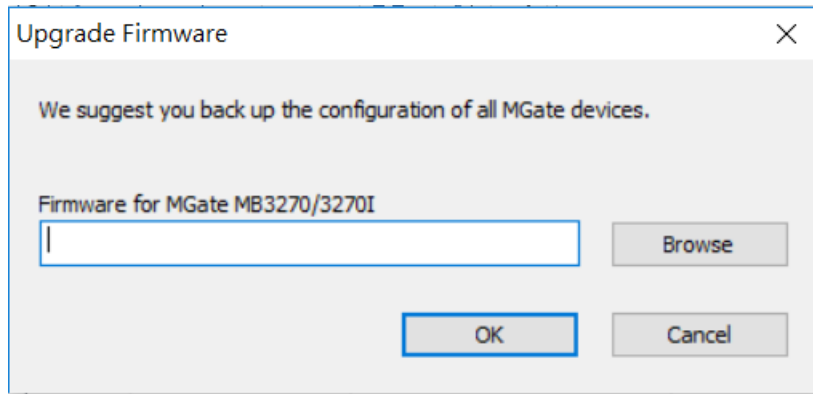 Upgrade Firmware
We suggest you back up the configuration of all MGate devices.
Firmware for MGate MB3270/3270I
Browse
OK
Cancel